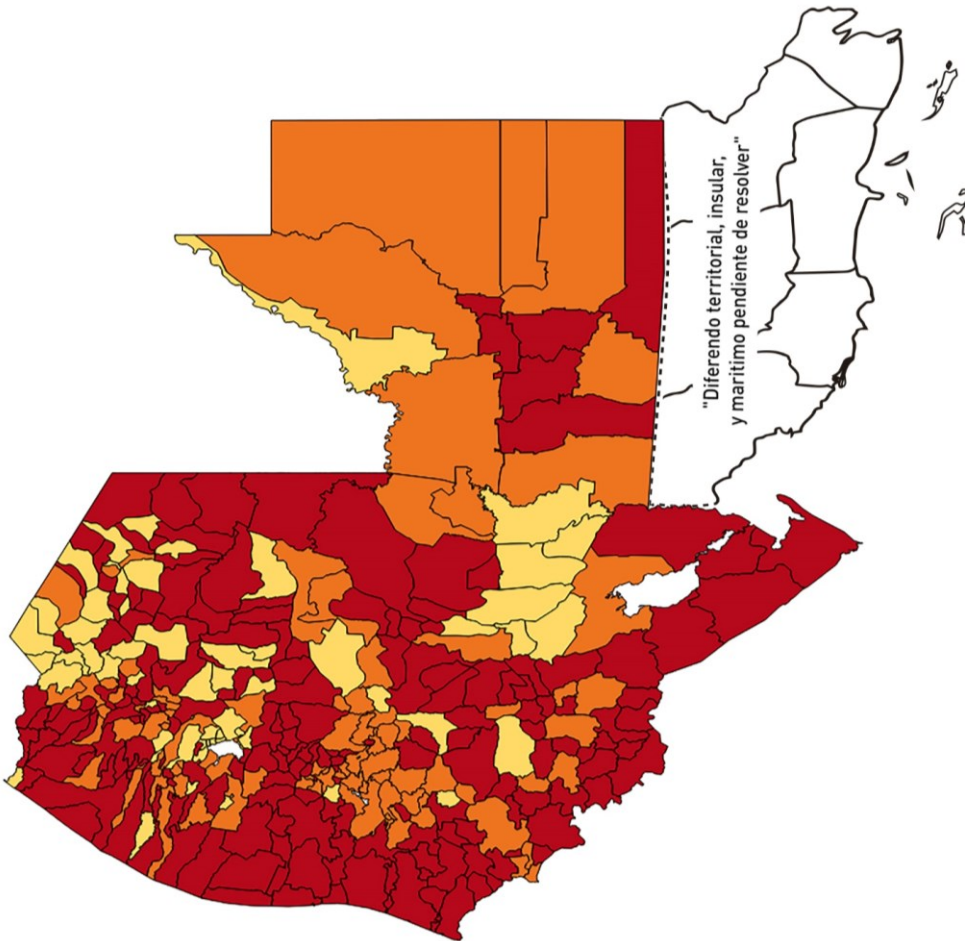 "Diferendo territorial, insular,
y marítimo pendiente de resolver"